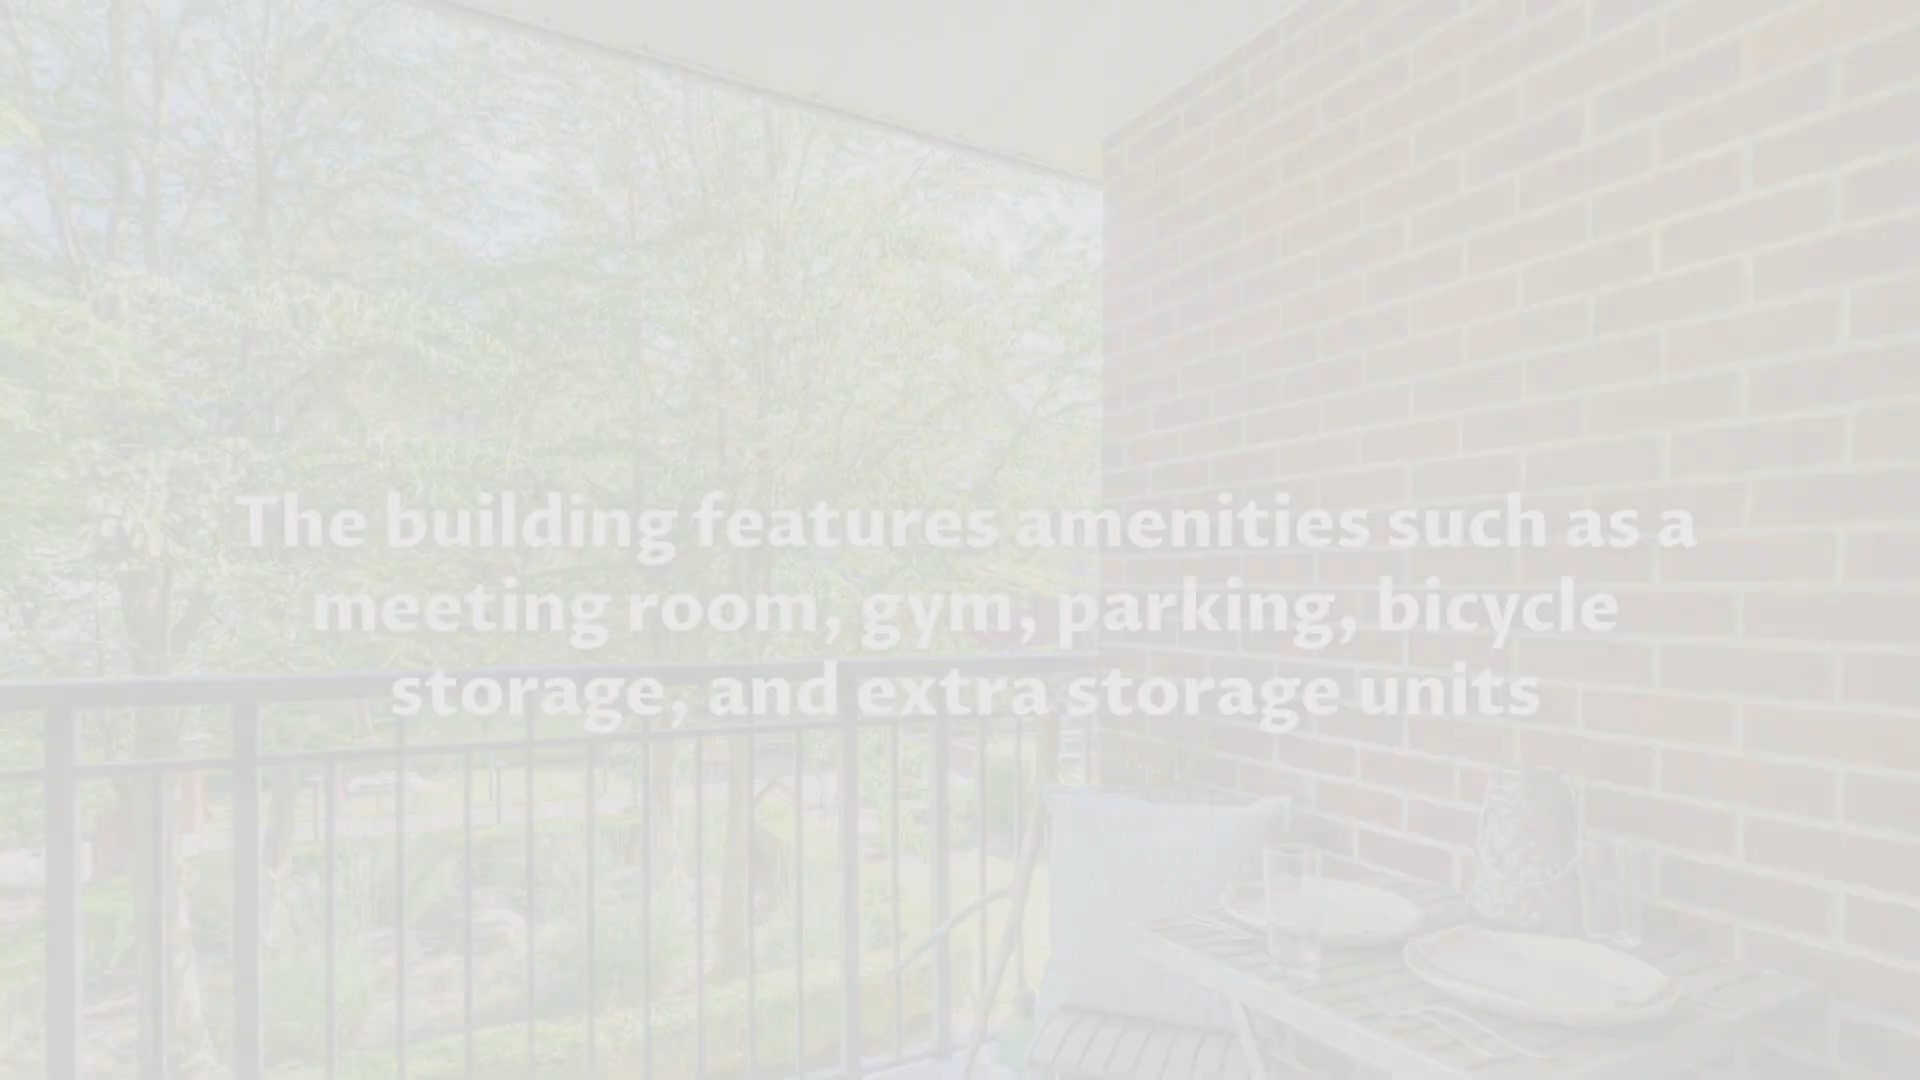 The building features amenities such as a
meeting room, gym, parking, bicycle
storage, and extra storage units